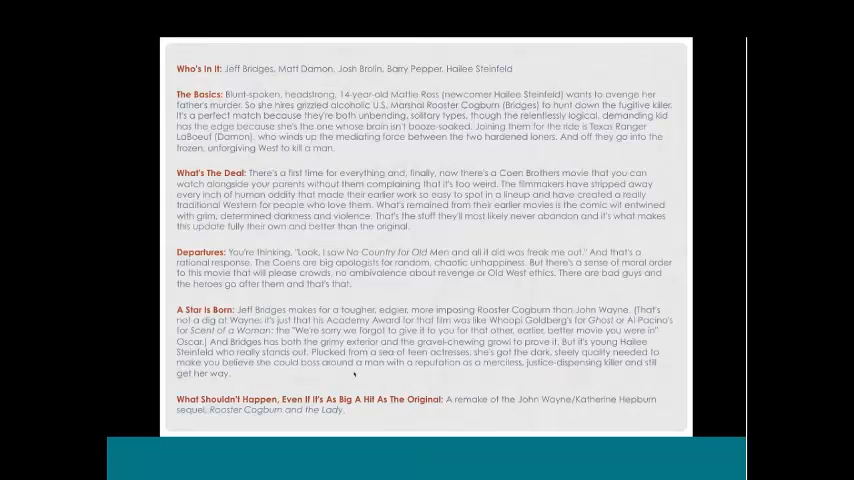 Who's In It: Jeff Bridges, Matt Damon, Josh Brolin, Barry Pepper, Hailee Steinfeld
The Basics: Blunt-spoken, headstrong, 14-year-old Mattie Ross (newcomer Hailee Steinfeld) wants to avenge her
father's murder. So she hires grizzled alcoholic U.S. Marshal Rooster Cogburn (Bridges) to hunt down the fugitive killer.
It's a perfect match because they're both unbending, solitary types, though the relentlessly logical, demanding kid
has the edge because she's the one whose brain isn't booze-soaked. Joining them for the ride is Texas Ranger
LaBoeuf (Damon), who winds up the mediating force between the two hardened loners. And off they go into the
frozen, unforgiving West to kill a man.
What's The Deal: There's a first time for everything and, finally, now there's a Coen Brothers movie that you can
watch alongside your parents without them complaining that it's too weird. The filmmakers have stripped away
every inch of human oddity that made their earlier work so easy to spot in a lineup and have created a really
traditional Western for people who love them. What's remained from their earlier movies is the comic wit entwined
with grim, determined darkness and violence. That's the stuff they'll most likely never abandon and it's what makes
this update fully their own and better than the original.
Departures: You're thinking, "Look, I saw No Country for Old Men and all it did was freak me out." And that's a
rational response. The Coens are big apologists for random, chaotic unhappiness. But there's a sense of moral order
to this movie that will please crowds, no ambivalence about revenge or Old West ethics. There are bad guys and
the heroes go after them and that's that.
A Star Is Born: Jeff Bridges makes for a tougher, edgier, more imposing Rooster Cogburn than John Wayne. (That's
not a dig at Wayne; it's just that his Academy Award for that film was like Whoopi Goldberg's for Ghost or Al Pacino's
for Scent of a Woman: the "We're sorry we forgot to give it to you for that other, earlier, better movie you were in"
Oscar.) And Bridges has both the grimy exterior and the gravel-chewing growl to prove it. But it's young Hailee
Steinfeld who really stands out. Plucked from a sea of teen actresses, she's got the dark, steely quality needed to
make you believe she could boss around a man with a reputation as a merciless, justice-dispensing killer and still
get her way.
What Shouldn't Happen, Even If It's As Big A Hit As The Original: A remake of the John Wayne/Katherine Hepburn
sequel, Rooster Cogburn and the Lady.